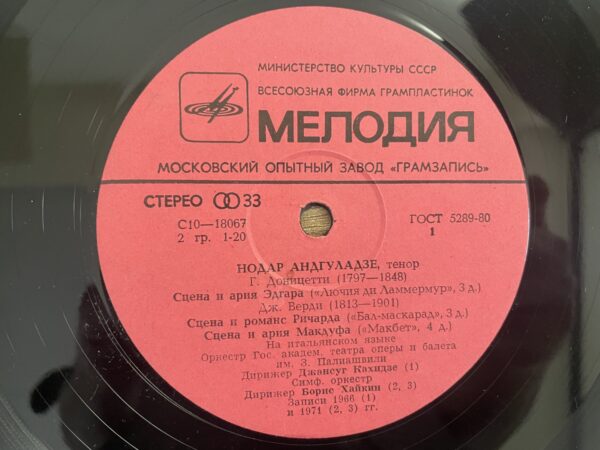 МИНИСТЕРСТВО КУЛЬТУРЫ СССР
ВСЕСОЮЗНАЯ ФИРМА ГРАМПЛАСТИНОК
МЕЛОДИЯ
МОСКОВСКИЙ ОПЫТНЫЙ ЗАВОД «ГРАМЗАПИСЬ»
СТЕРЕО 33
С10—18067 ГОСТ 5289-80
2 гр. 1-20 1
НОДАР АНДГУЛАДЗЕ, тенор
Г. Доницетти (1797—1848)
Сцена и ария Эдгара («Лючия ди Ламмермур», 3 д.)
Дж. Верди (1813—1901)
Сцена и романс Ричарда («Бал-маскарад», 3 д.)
Сцена и ария Макдуфа («Макбет», 4 д.)
На итальянском языке
Оркестр Гос. академ. театра оперы и балета
им. З. Палиашвили
Дирижер Джансуг Кахидзе (1)
Симф. оркестр
Дирижер Борис Хайкин (2, 3)
Записи 1966 (1)
и 1971 (2, 3) гг.